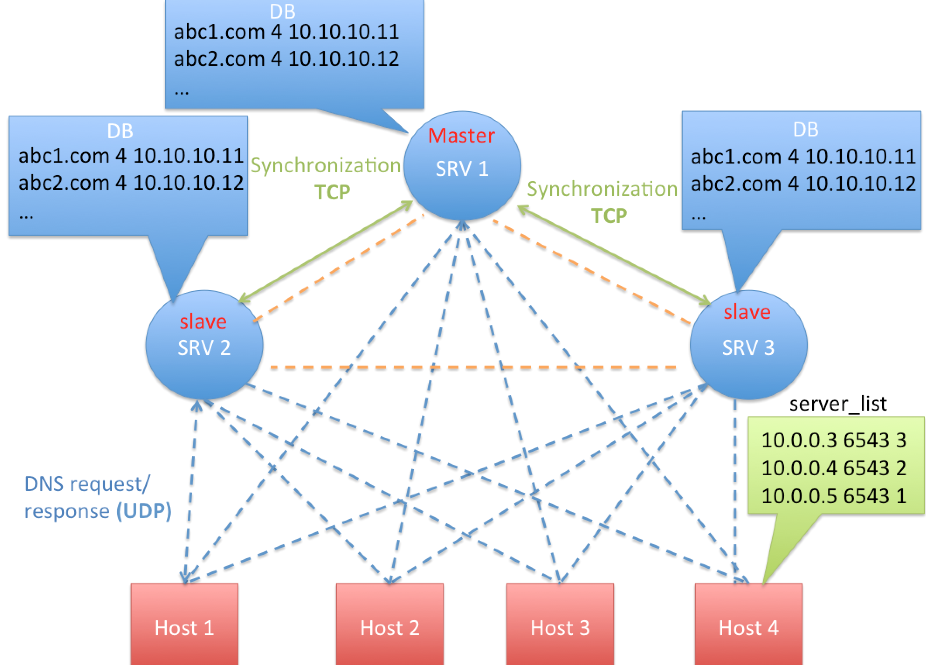 DB
abc1.com 4 10.10.10.11
abc2.com 4 10.10.10.12
...
DB
abc1.com 4 10.10.10.11
abc2.com 4 10.10.10.12
...
Synchronization
TCP
Master
SRV 1
Synchronization
TCP
DB
abc1.com 4 10.10.10.11
abc2.com 4 10.10.10.12
...
slave
SRV 2
slave
SRV 3
server_list
10.0.0.3 6543 3
10.0.0.4 6543 2
10.0.0.5 6543 1
DNS request/
response (UDP)
Host 1
Host 2
Host 3
Host 4